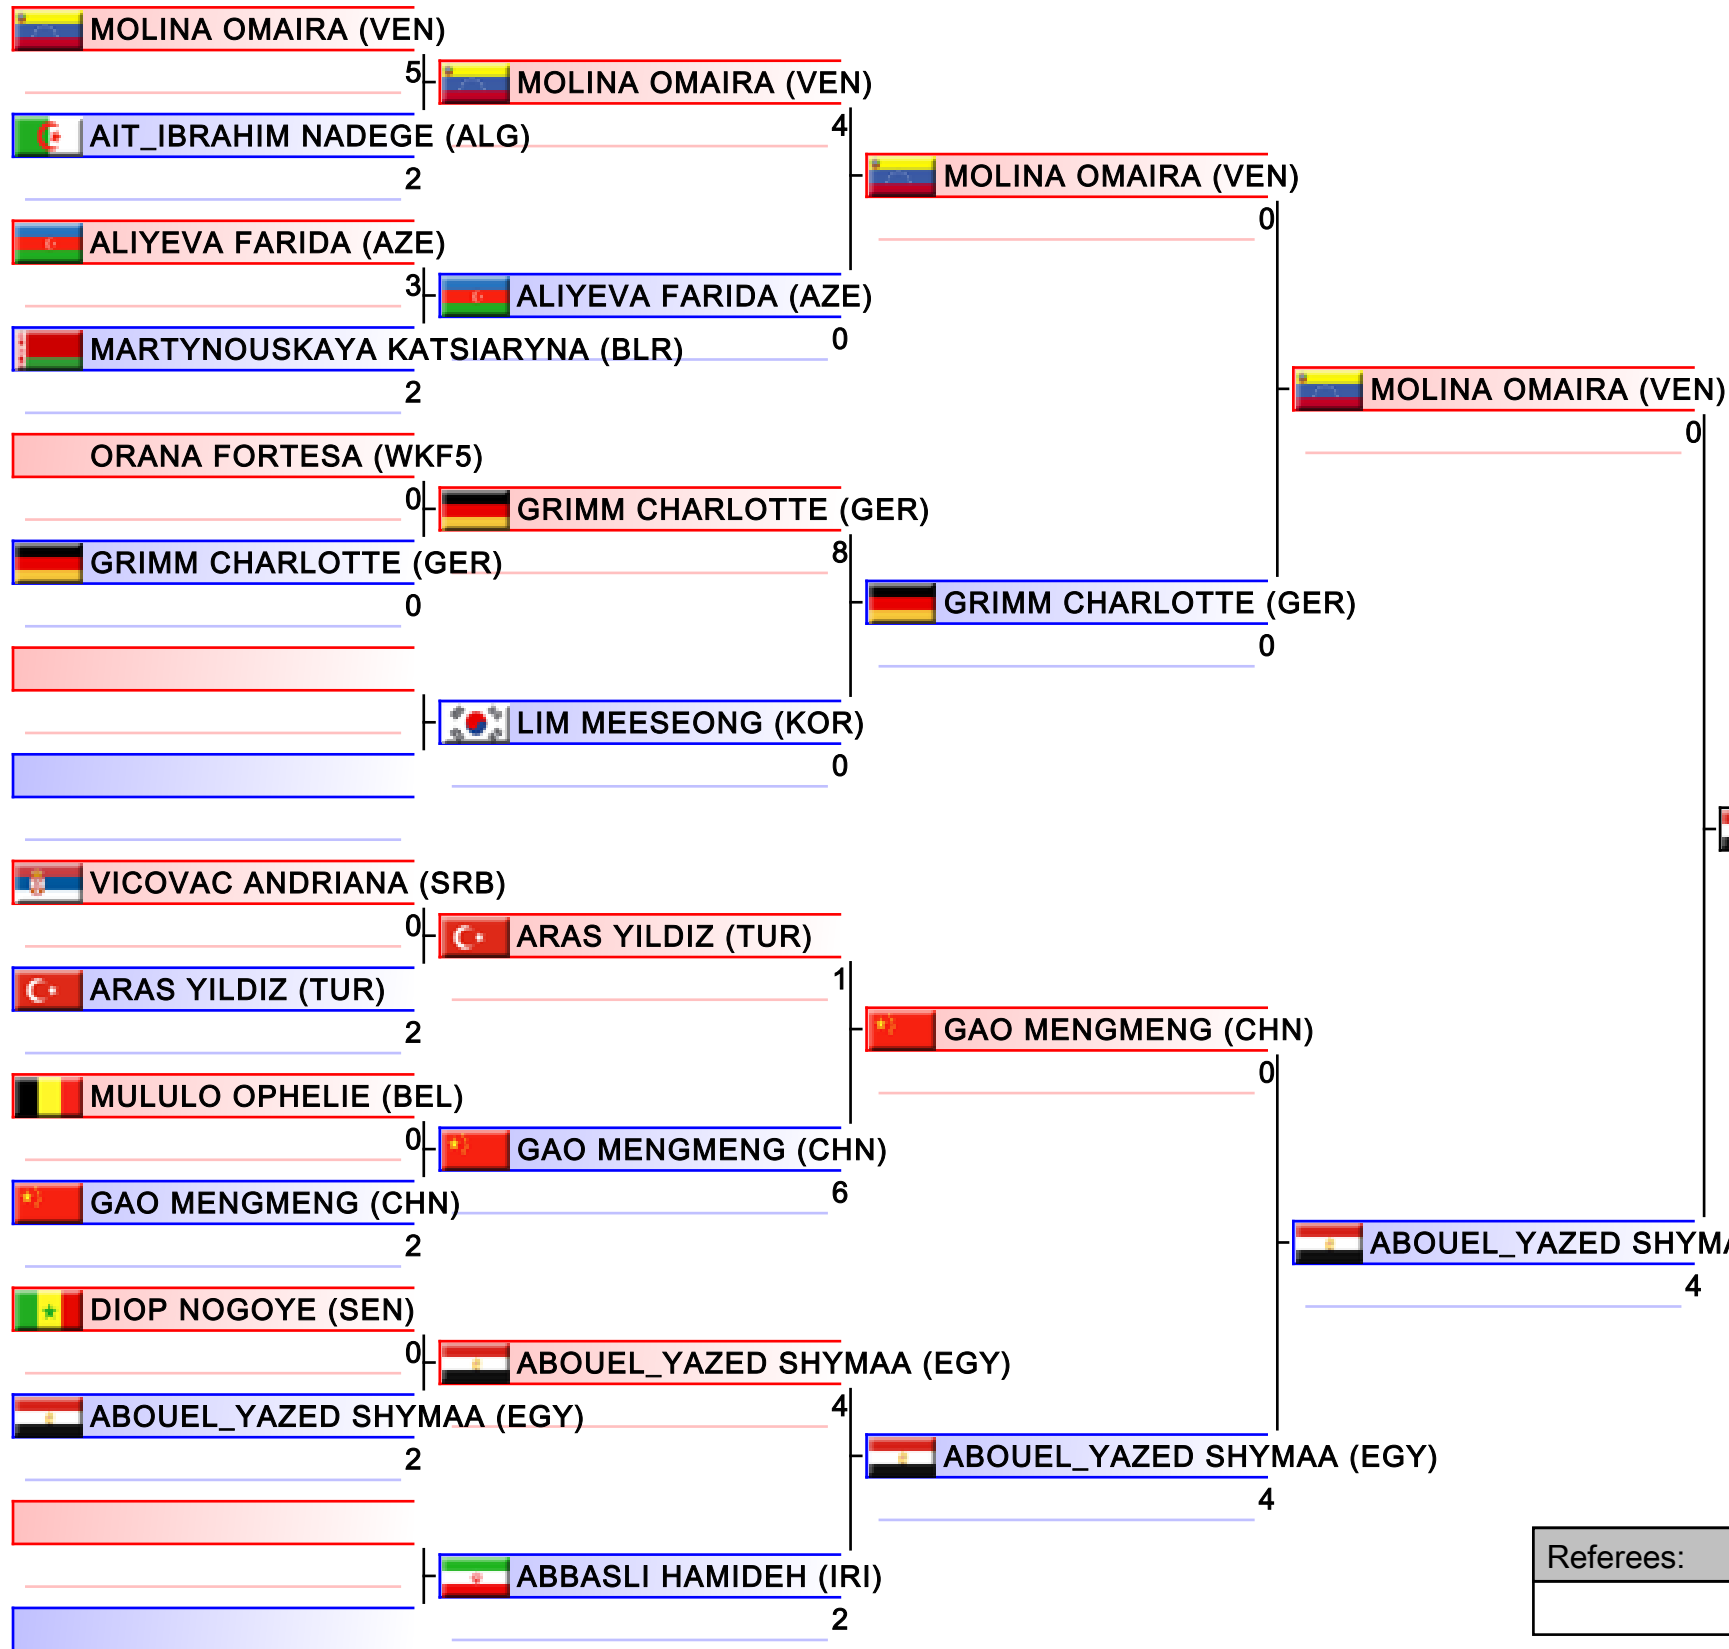 MOLINA OMAIRA (VEN)
5
MOLINA OMAIRA (VEN)
AIT_IBRAHIM NADEGE (ALG)
4
2
MOLINA OMAIRA (VEN)
0
ALIYEVA FARIDA (AZE)
3
ALIYEVA FARIDA (AZE)
0
MARTYNOUSKAYA KATSIARYNA (BLR)
2
MOLINA OMAIRA (VEN)
0
ORANA FORTESA (WKF5)
0
GRIMM CHARLOTTE (GER)
8
GRIMM CHARLOTTE (GER)
0
GRIMM CHARLOTTE (GER)
0
LIM MEESEONG (KOR)
0
VICOVAC ANDRIANA (SRB)
0
ARAS YILDIZ (TUR)
1
ARAS YILDIZ (TUR)
2
GAO MENGMENG (CHN)
0
MULULO OPHELIE (BEL)
0
GAO MENGMENG (CHN)
6
GAO MENGMENG (CHN)
2
ABOUEL_YAZED SHYMA
4
DIOP NOGOYE (SEN)
0
ABOUEL_YAZED SHYMAA (EGY)
4
ABOUEL_YAZED SHYMAA (EGY)
2
ABOUEL_YAZED SHYMAA (EGY)
4
ABBASLI HAMIDEH (IRI)
2
Referees: